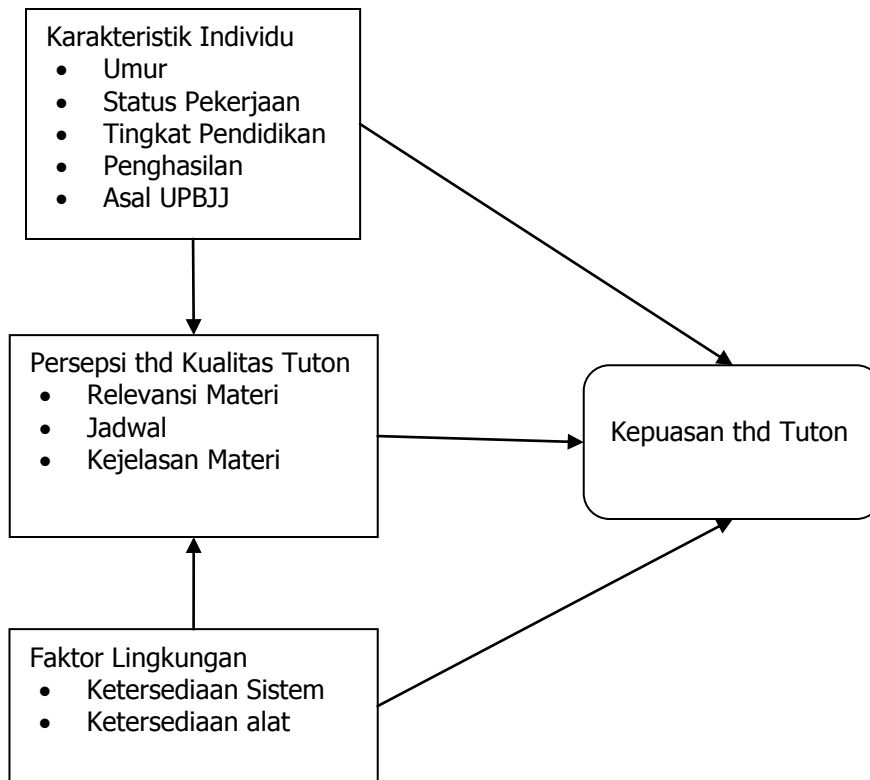 Karakteristik Individu
• Umur
• Status Pekerjaan
• Tingkat Pendidikan
• Penghasilan
• Asal UPBJJ
Persepsi thd Kualitas Tuton
• Relevansi Materi
• Jadwal
• Kejelasan Materi
Kepuasan thd Tuton
Faktor Lingkungan
• Ketersediaan Sistem
• Ketersediaan alat